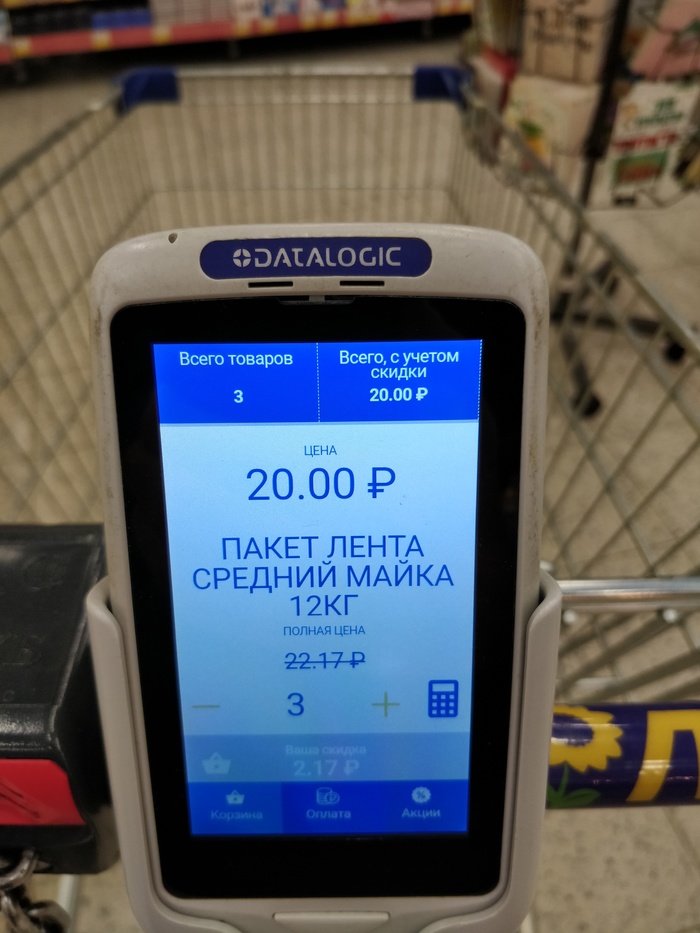 DATALOGIC
Всего товаров
3
Всего, с учетом
скидки
20.00 ₽
ЦЕНА
20.00 ₽
ПАКЕТ ЛЕНТА
СРЕДНИЙ МАЙКА
12КГ
ПОЛНАЯ ЦЕНА
22.17 ₽
— 3 +
Ваша скидка
2.17 ₽
Корзина
Оплата
Акции